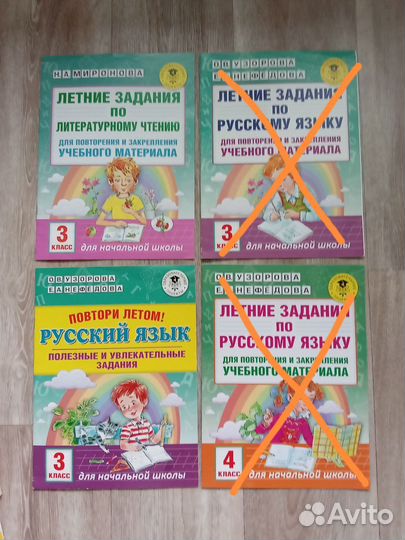 Н.А. МИРОНОВА
ЛЕТНИЕ ЗАДАНИЯ
ПО
ЛИТЕРАТУРНОМУ ЧТЕНИЮ
ДЛЯ ПОВТОРЕНИЯ И ЗАКРЕПЛЕНИЯ
УЧЕБНОГО МАТЕРИАЛА
3
КЛАСС
для начальной школы
О.В. УЗОРОВА
Е.А. НЕФЁДОВА
ЛЕТНИЕ ЗАДАНИЯ
ПО
РУССКОМУ ЯЗЫКУ
ДЛЯ ПОВТОРЕНИЯ И ЗАКРЕПЛЕНИЯ
УЧЕБНОГО МАТЕРИАЛА
3
КЛАСС
для начальной школы
О.В. УЗОРОВА
Е.А. НЕФЁДОВА
ПОВТОРИ ЛЕТОМ!
РУССКИЙ ЯЗЫК
ПОЛЕЗНЫЕ И УВЛЕКАТЕЛЬНЫЕ
ЗАДАНИЯ
3
КЛАСС
для начальной школы
О.В. УЗОРОВА
Е.А. НЕФЁДОВА
ЛЕТНИЕ ЗАДАНИЯ
ПО
РУССКОМУ ЯЗЫКУ
ДЛЯ ПОВТОРЕНИЯ И ЗАКРЕПЛЕНИЯ
УЧЕБНОГО МАТЕРИАЛА
4
КЛАСС
для начальной школы
Avito